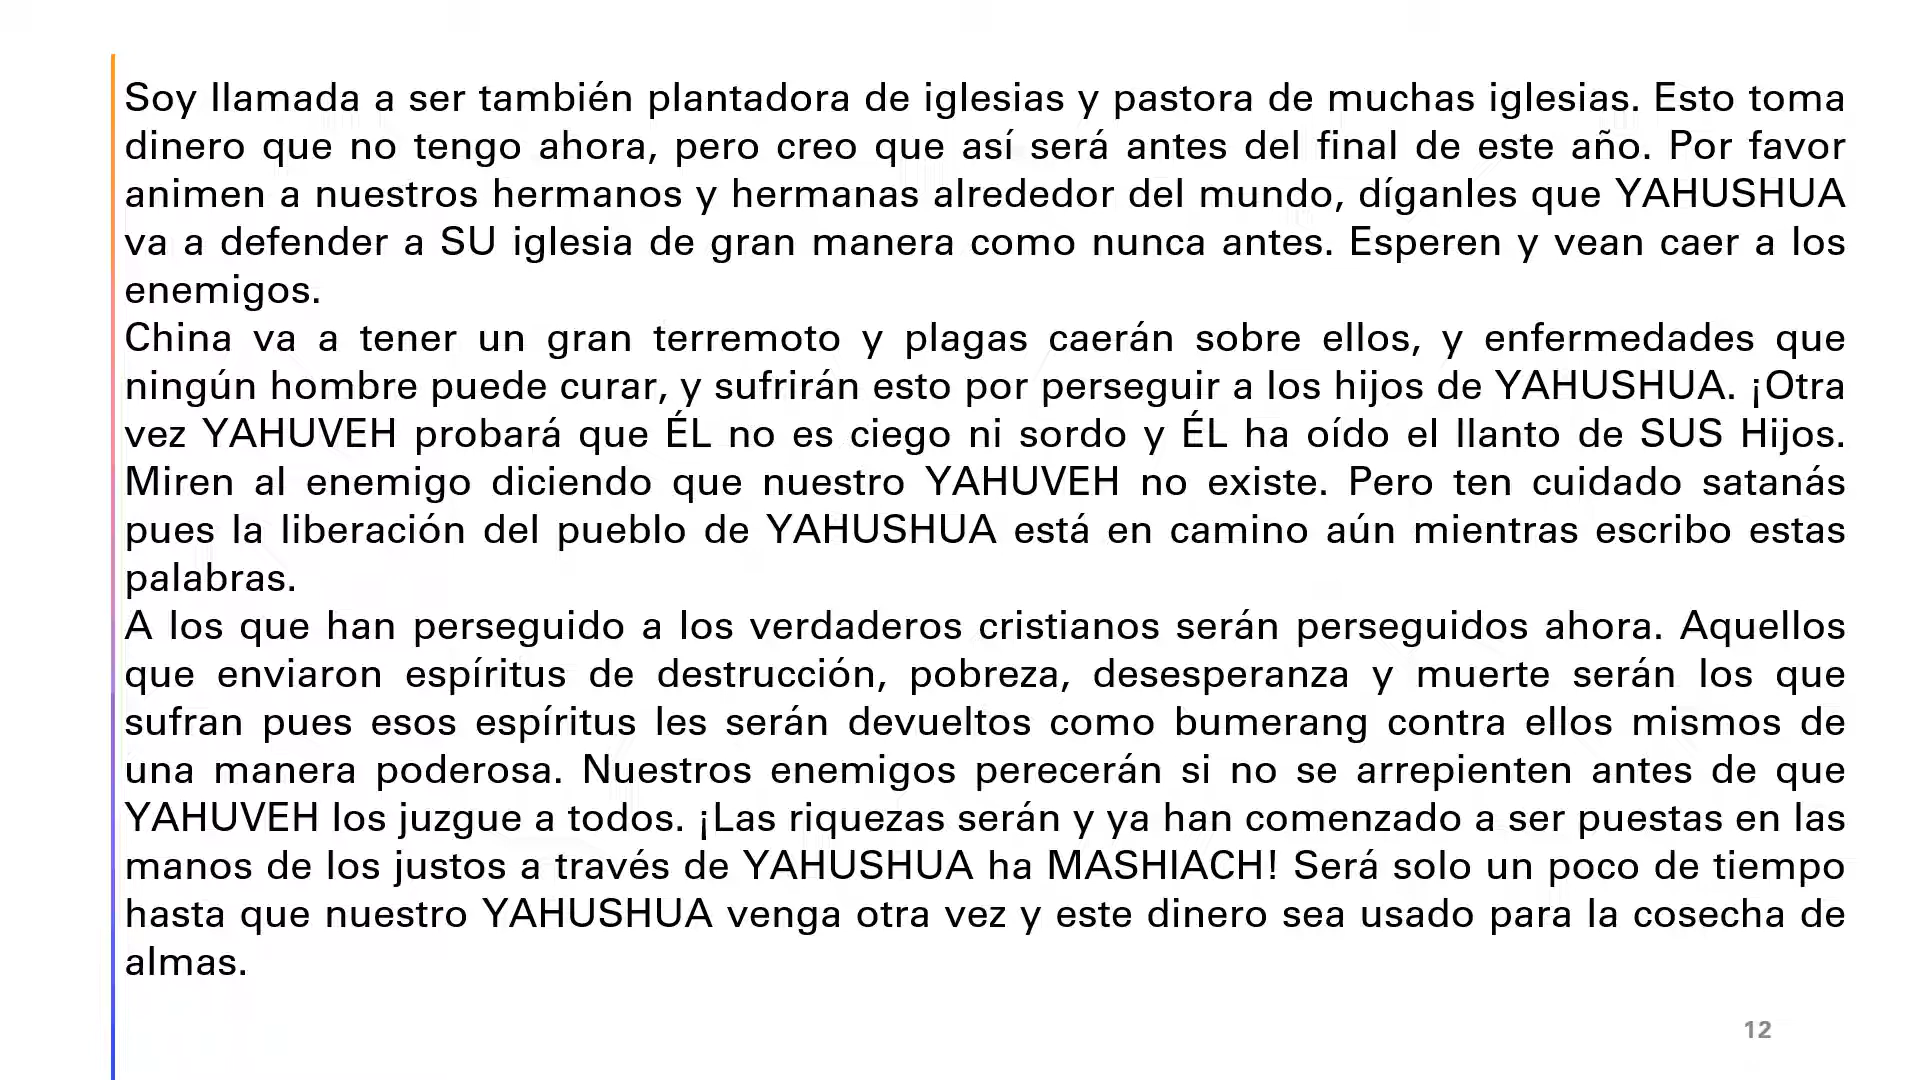 Soy llamada a ser también plantadora de iglesias y pastora de muchas iglesias. Esto toma
dinero que no tengo ahora, pero creo que así será antes del final de este año. Por favor
animen a nuestros hermanos y hermanas alrededor del mundo, díganles que YAHUSHUA
va a defender a SU iglesia de gran manera como nunca antes. Esperen y vean caer a los
enemigos.
China va a tener un gran terremoto y plagas caerán sobre ellos, y enfermedades que
ningún hombre puede curar, y sufrirán esto por perseguir a los hijos de YAHUSHUA. ¡Otra
vez YAHUVEH probará que ÉL no es ciego ni sordo y ÉL ha oído el llanto de SUS Hijos.
Miren al enemigo diciendo que nuestro YAHUVEH no existe. Pero ten cuidado satanás
pues la liberación del pueblo de YAHUSHUA está en camino aún mientras escribo estas
palabras.
A los que han perseguido a los verdaderos cristianos serán perseguidos ahora. Aquellos
que enviaron espíritus de destrucción, pobreza, desesperanza y muerte serán los que
sufran pues esos espíritus les serán devueltos como bumerang contra ellos mismos de
una manera poderosa. Nuestros enemigos perecerán si no se arrepienten antes de que
YAHUVEH los juzgue a todos. ¡Las riquezas serán y ya han comenzado a ser puestas en las
manos de los justos a través de YAHUSHUA ha MASHIACH! Será solo un poco de tiempo
hasta que nuestro YAHUSHUA venga otra vez y este dinero sea usado para la cosecha de
almas.
12